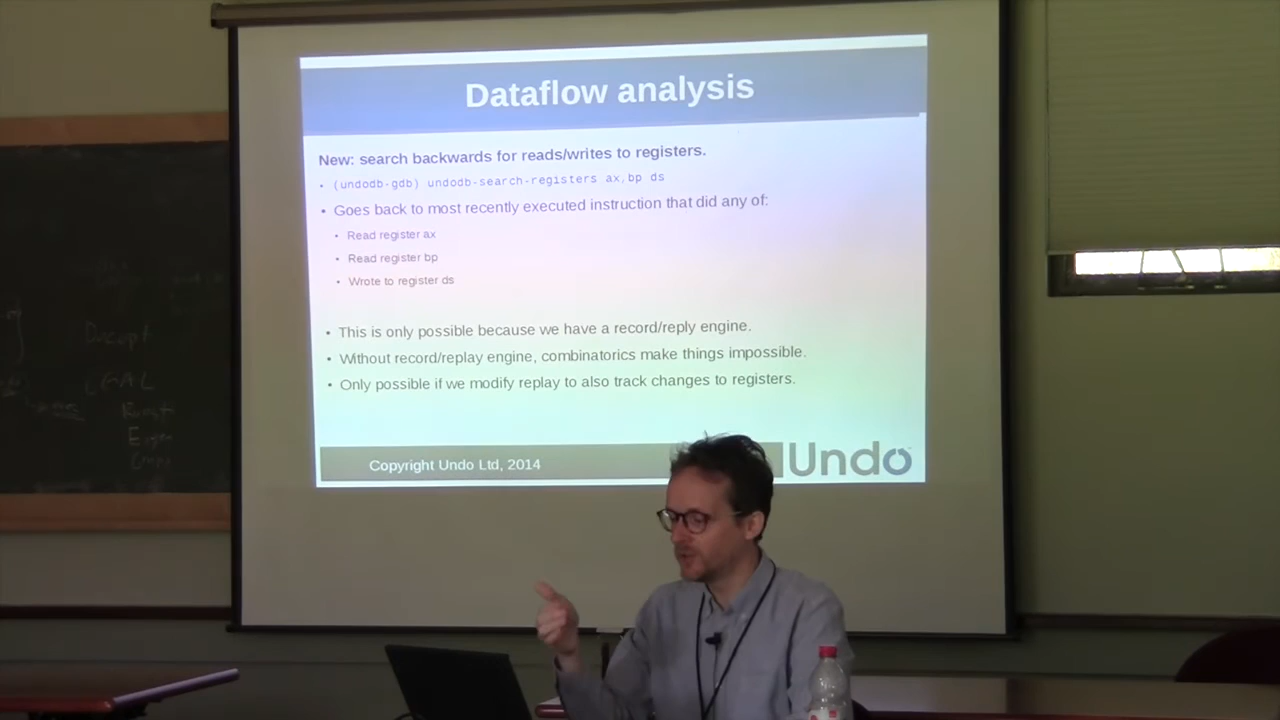 Dataflow analysis
New: search backwards for reads/writes to registers.
• (undodb-gdb) undodb-search-registers ax,bp ds
• Goes back to most recently executed instruction that did any of:
• Read register ax
• Read register bp
• Wrote to register ds
• This is only possible because we have a record/reply engine.
• Without record/replay engine, combinatorics make things impossible.
• Only possible if we modify replay to also track changes to registers.
Copyright Undo Ltd, 2014
Undo